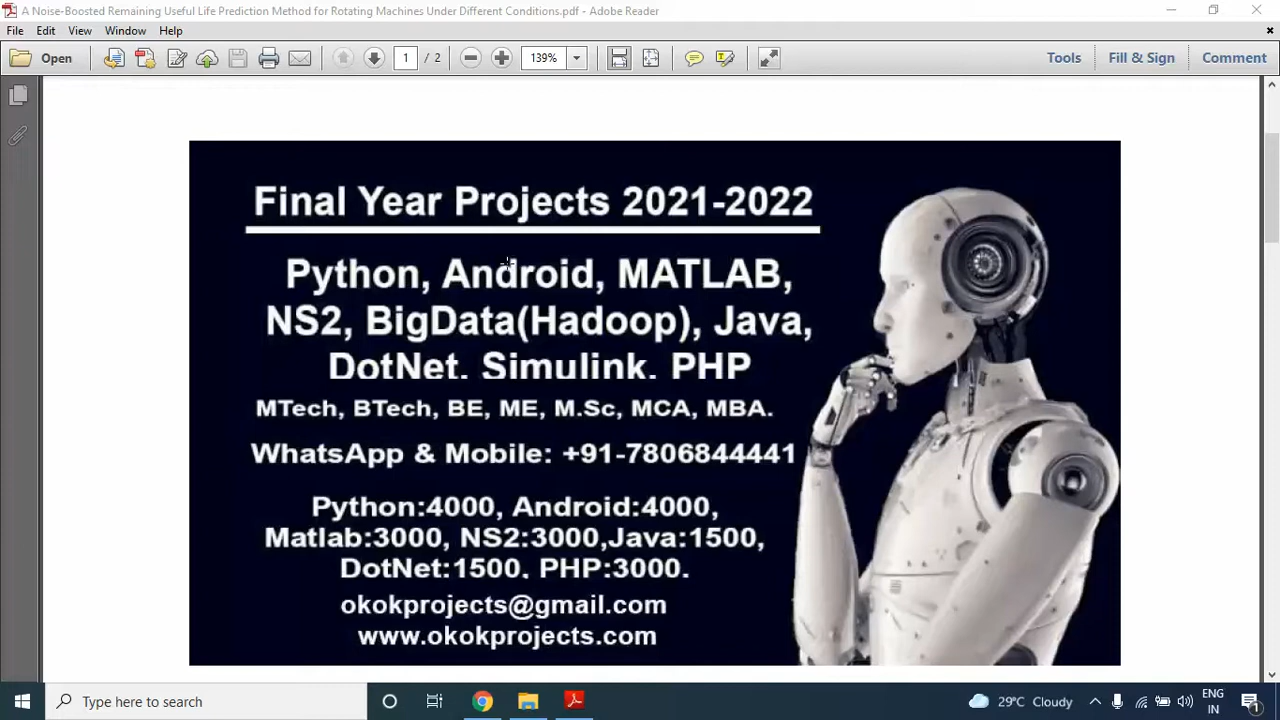 A Noise-Boosted Remaining Useful Life Prediction Method for Rotating Machines Under Different Conditions.pdf - Adobe Reader
File Edit View Window Help
Open 1 / 2 139% Tools Fill & Sign Comment
Final Year Projects 2021-2022
Python, Android, MATLAB,
NS2, BigData(Hadoop), Java,
DotNet. Simulink. PHP
MTech, BTech, BE, ME, M.Sc, MCA, MBA.
WhatsApp & Mobile: +91-7806844441
Python:4000, Android:4000,
Matlab:3000, NS2:3000,Java:1500,
DotNet:1500, PHP:3000.
okokprojects@gmail.com
www.okokprojects.com
Type here to search 29°C Cloudy ENG 7:00 PM
IN